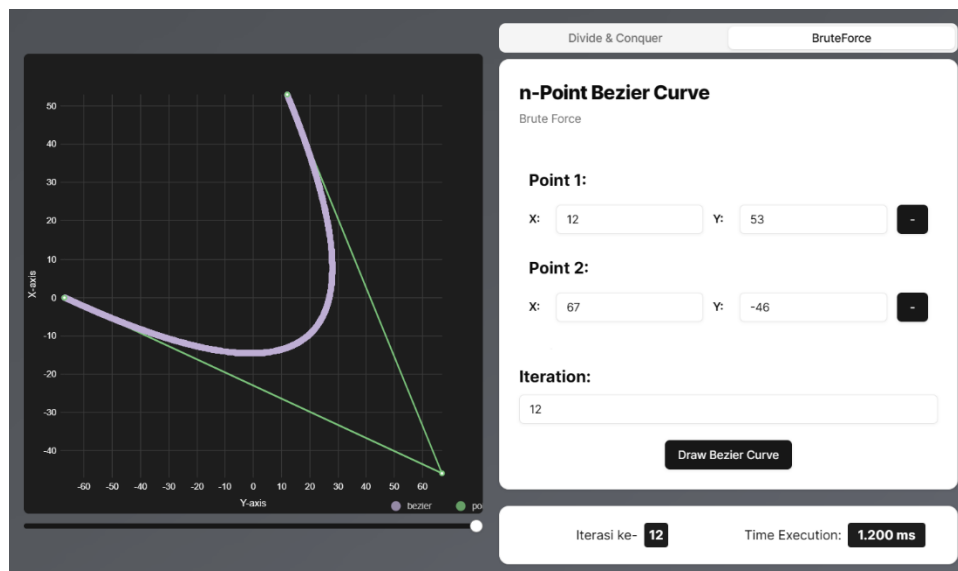 Divide & Conquer BruteForce
n-Point Bezier Curve
Brute Force
Point 1:
X: 12 Y: 53 -
Point 2:
X: 67 Y: -46 -
Iteration:
12
Draw Bezier Curve
Iterasi ke- 12 Time Execution: 1.200 ms
50
40
30
20
10
0
-10
-20
-30
-40
X-axis
-60 -50 -40 -30 -20 -10 0 10 20 30 40 50 60
Y-axis
bezier po